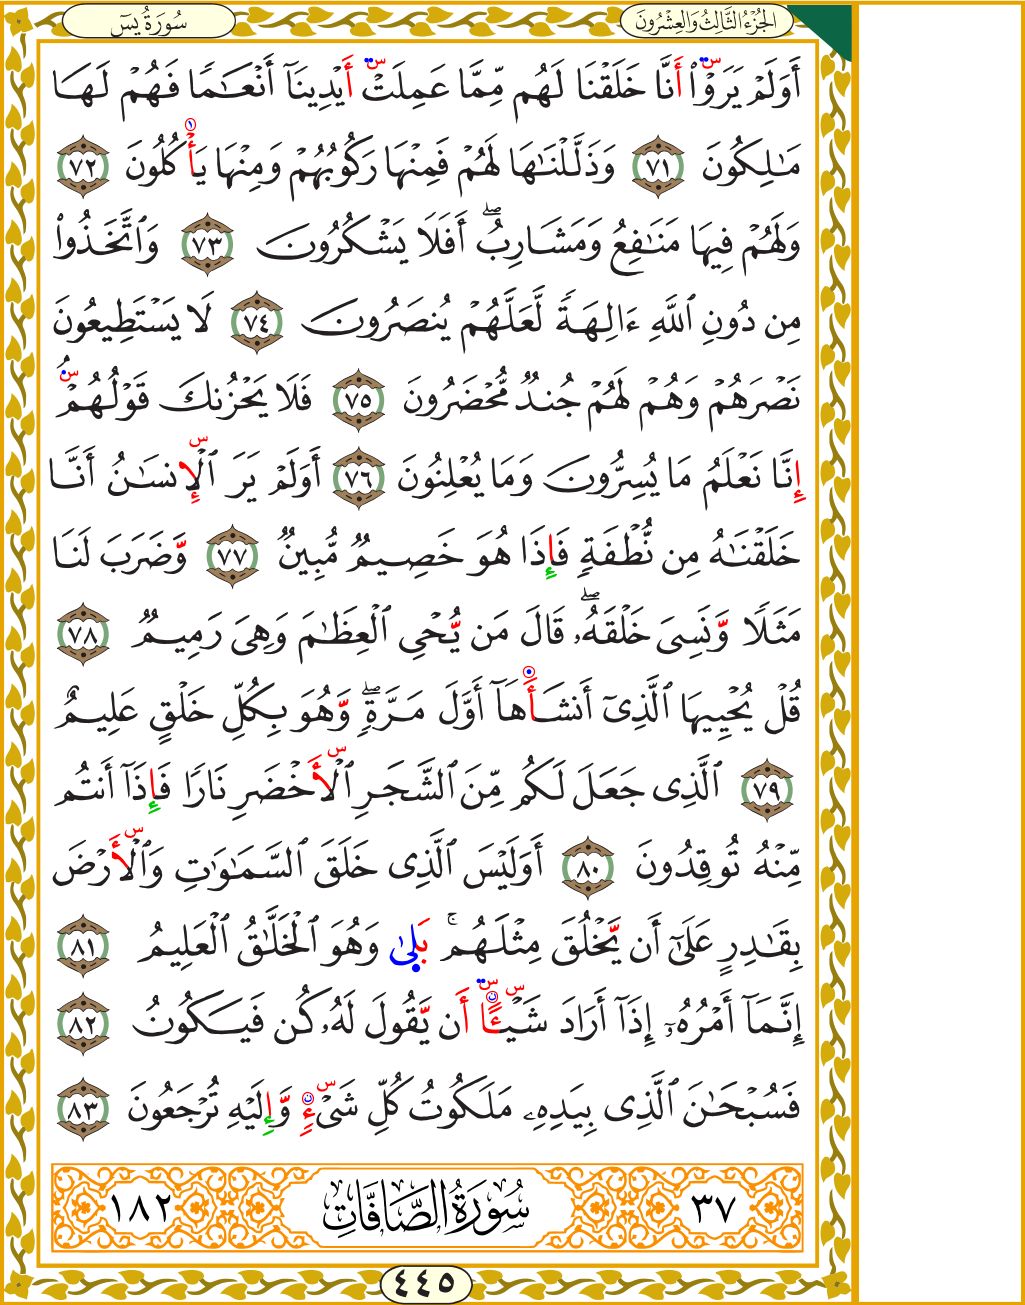 الجُزْءُ الثَّالِثُ وَالعِشْرُونَ
سُورَةُ يسٓ
أَوَلَمْ يَرَوْا۟ أَنَّا خَلَقْنَا لَهُم مِّمَّا عَمِلَتْ أَيْدِينَآ أَنْعَـٰمًا فَهُمْ لَهَا
مَـٰلِكُونَ ٧١ وَذَلَّلْنَـٰهَا لَهُمْ فَمِنْهَا رَكُوبُهُمْ وَمِنْهَا يَأْكُلُونَ ٧٢
وَلَهُمْ فِيهَا مَنَـٰفِعُ وَمَشَارِبُۖ أَفَلَا يَشْكُرُونَ ٧٣ وَٱتَّخَذُوا۟
مِن دُونِ ٱللَّهِ ءَالِهَةً لَّعَلَّهُمْ يُنصَرُونَ ٧٤ لَا يَسْتَطِيعُونَ
نَصْرَهُمْ وَهُمْ لَهُمْ جُندٌ مُّحْضَرُونَ ٧٥ فَلَا يَحْزُنكَ قَوْلُهُمْ
إِنَّا نَعْلَمُ مَا يُسِرُّونَ وَمَا يُعْلِنُونَ ٧٦ أَوَلَمْ يَرَ ٱلْإِنسَـٰنُ أَنَّا
خَلَقْنَـٰهُ مِن نُّطْفَةٍ فَإِذَا هُوَ خَصِيمٌ مُّبِينٌ ٧٧ وَّضَرَبَ لَنَا
مَثَلًا وَّنَسِىَ خَلْقَهُۥۖ قَالَ مَن يُّحْىِ ٱلْعِظَـٰمَ وَهِىَ رَمِيمٌ ٧٨
قُلْ يُحْيِيهَا ٱلَّذِىٓ أَنشَأَهَآ أَوَّلَ مَرَّةٍۖ وَّهُوَ بِكُلِّ خَلْقٍ عَلِيمٌ
٧٩ ٱلَّذِى جَعَلَ لَكُم مِّنَ ٱلشَّجَرِ ٱلْأَخْضَرِ نَارًا فَإِذَآ أَنتُم
مِّنْهُ تُوقِدُونَ ٨٠ أَوَلَيْسَ ٱلَّذِى خَلَقَ ٱلسَّمَـٰوَٰتِ وَٱلْأَرْضَ
بِقَـٰدِرٍ عَلَىٰٓ أَن يَّخْلُقَ مِثْلَهُمۚ بَلَىٰ وَهُوَ ٱلْخَلَّـٰقُ ٱلْعَلِيمُ ٨١
إِنَّمَآ أَمْرُهُۥٓ إِذَآ أَرَادَ شَيْـًٔا أَن يَّقُولَ لَهُۥ كُن فَيَكُونُ ٨٢
فَسُبْحَـٰنَ ٱلَّذِى بِيَدِهِۦ مَلَكُوتُ كُلِّ شَىْءٍ وَّإِلَيْهِ تُرْجَعُونَ ٨٣
٣٧ سُورَةُ الصَّافَّاتِ ١٨٢
٤٤٥